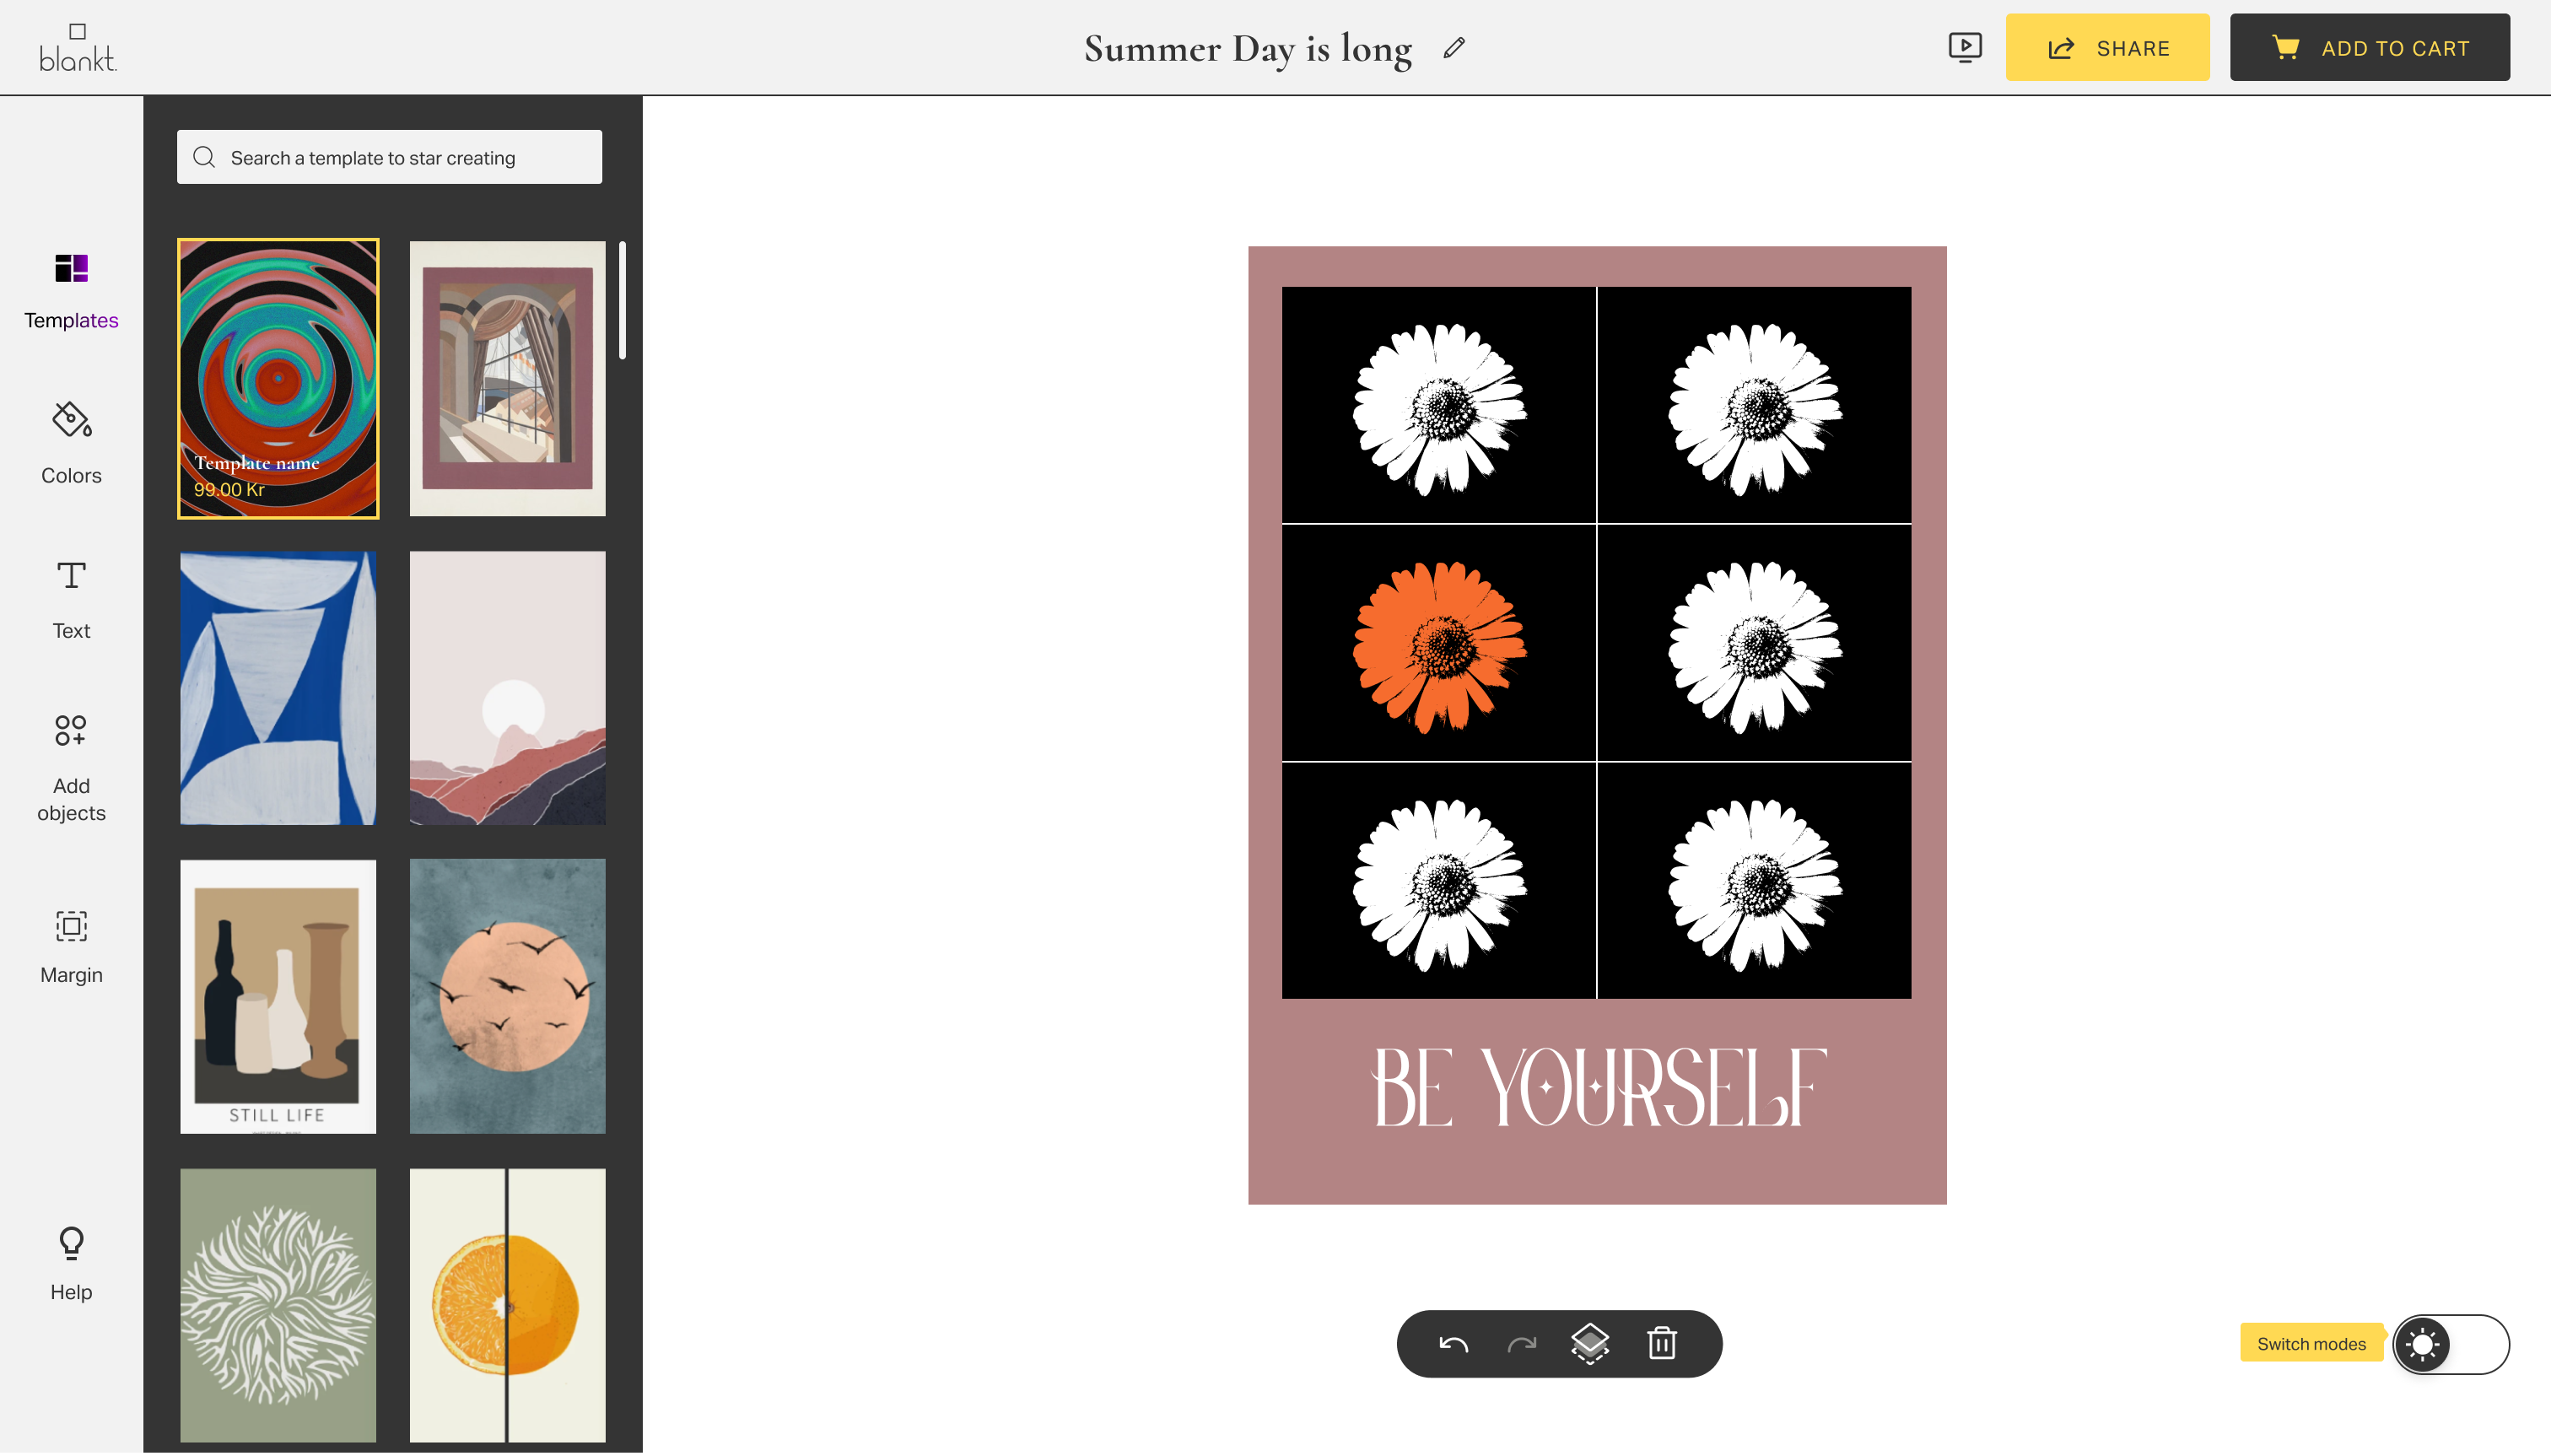 blankt.
Summer Day is long
SHARE
ADD TO CART
Search a template to star creating
Templates
Colors
Text
Add
objects
Margin
Help
Template name
99.00 Kr
STILL LIFE
BE YOURSELF
Switch modes